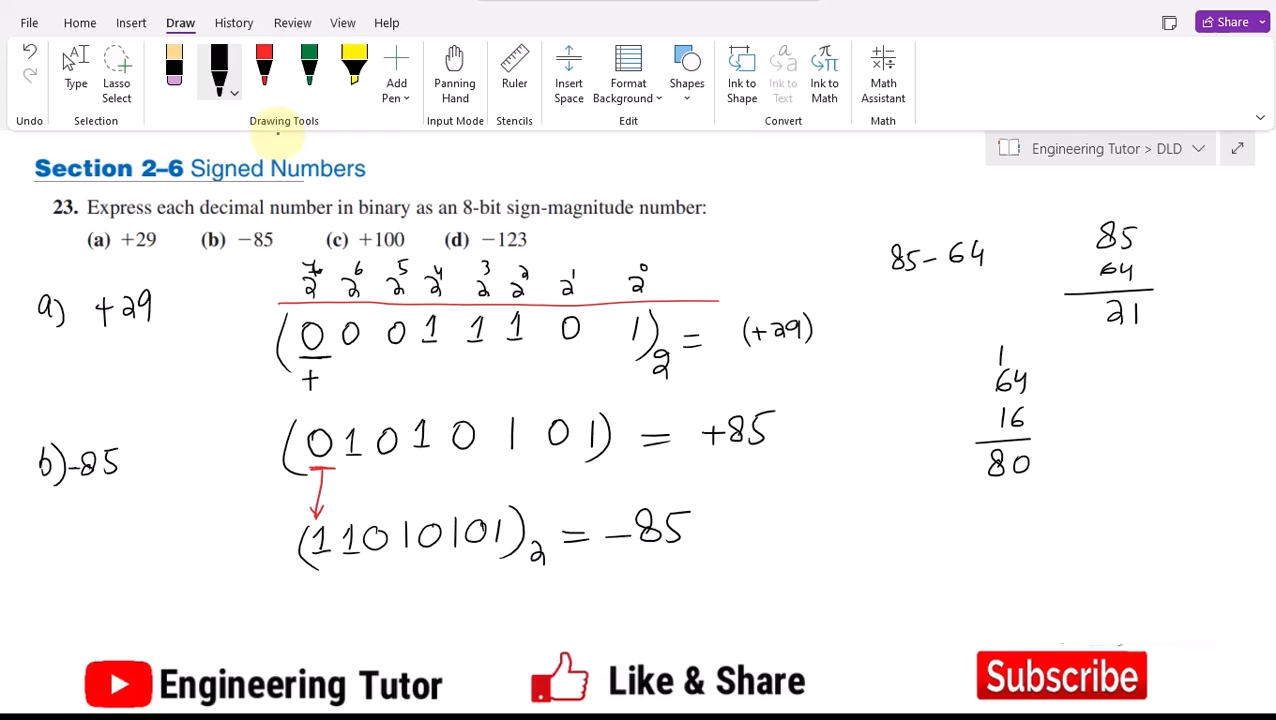 File Home Insert Draw History Review View Help Share
Type Lasso Select Add Pen Panning Hand Ruler Insert Space Format Background Shapes Ink to Shape Ink to Text Ink to Math Math Assistant
Undo Selection Drawing Tools Input Mode Stencils Edit Convert Math
Engineering Tutor > DLD
Section 2–6 Signed Numbers
23. Express each decimal number in binary as an 8-bit sign-magnitude number:
(a) +29 (b) −85 (c) +100 (d) −123
2⁷ 2⁶ 2⁵ 2⁴ 2³ 2² 2¹ 2⁰
a) +29 (0 0 0 1 1 1 0 1)₂ = (+29)
+
b) -85 (0 1 0 1 0 1 0 1) = +85
(1 1 0 1 0 1 0 1)₂ = -85
85 - 64
85
64
21
1
64
16
80
Engineering Tutor Like & Share Subscribe